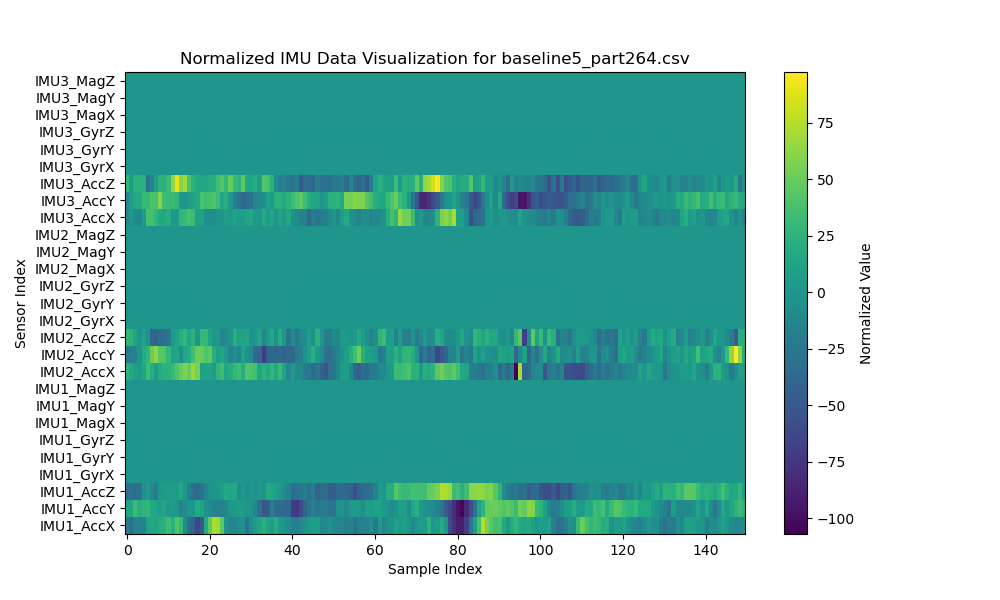 Normalized IMU Data Visualization for baseline5_part264.csv
IMU3_MagZ
IMU3_MagY
IMU3_MagX
IMU3_GyrZ
IMU3_GyrY
IMU3_GyrX
IMU3_AccZ
IMU3_AccY
IMU3_AccX
IMU2_MagZ
IMU2_MagY
IMU2_MagX
IMU2_GyrZ
IMU2_GyrY
IMU2_GyrX
IMU2_AccZ
IMU2_AccY
IMU2_AccX
IMU1_MagZ
IMU1_MagY
IMU1_MagX
IMU1_GyrZ
IMU1_GyrY
IMU1_GyrX
IMU1_AccZ
IMU1_AccY
IMU1_AccX
Sensor Index
0 20 40 60 80 100 120 140
Sample Index
75
50
25
0
−25
−50
−75
−100
Normalized Value